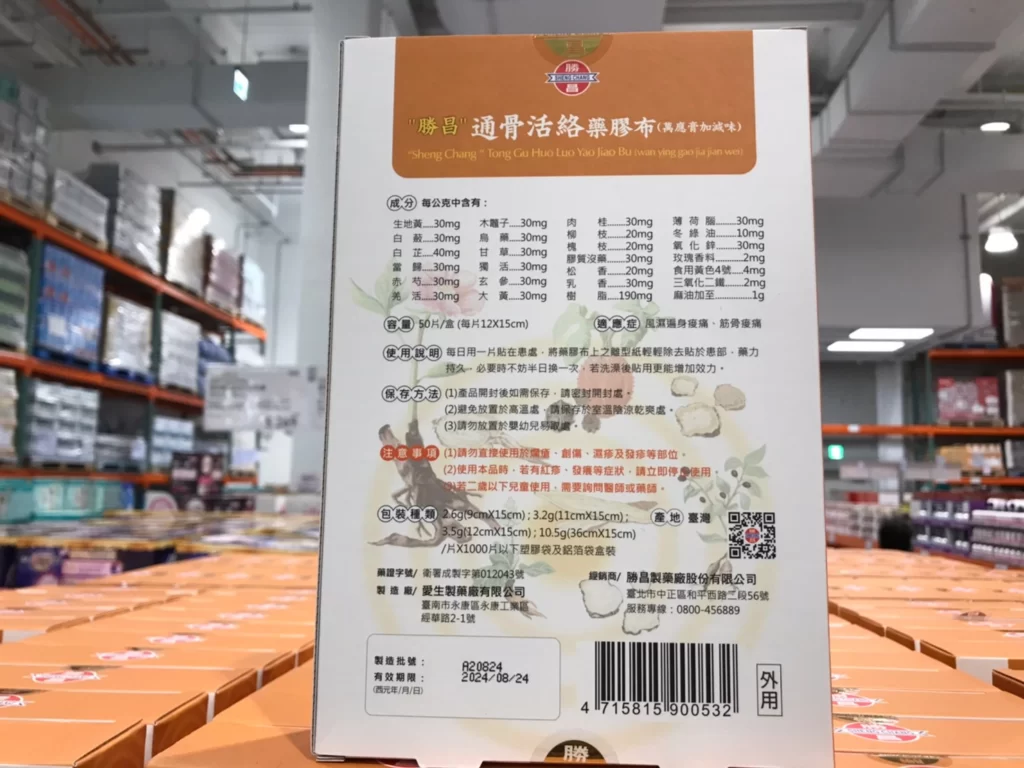 勝
SHENG CHANG
昌
"勝昌"通骨活絡藥膠布(萬應膏加減味)
"Sheng Chang " Tong Gu Huo Luo Yao Jiao Bu (wan ying gao jia jian wei)
成分 每公克中含有：
生地黃....30mg 木鼈子....30mg 肉 桂......30mg 薄 荷 腦............30mg
白 蘞......30mg 烏 藥......30mg 柳 枝......20mg 冬 綠 油............10mg
白 芷......40mg 甘 草......30mg 槐 枝......20mg 氧 化 鋅............30mg
當 歸......30mg 獨 活......30mg 膠質沒藥....30mg 玫瑰香料............2mg
赤 芍......30mg 玄 參......30mg 松 香......20mg 食用黃色4號....4mg
羌 活......30mg 大 黃......30mg 乳 香......30mg 三氧化二鐵......2mg
樹 脂......190mg 麻油加至............1g
容量 50片/盒 (每片12X15cm) 適應症 風濕遍身痠痛、筋骨痠痛
使用說明 每日用一片貼在患處，將藥膠布上之離型紙輕輕除去貼於患部，藥力
持久，必要時不妨半日換一次，若洗澡後貼用更能增加效力。
保存方法 (1)產品開封後如需保存，請密封開封處。
(2)避免放置於高溫處，請保存於室溫陰涼乾爽處。
(3)請勿放置於嬰幼兒易取處。
注意事項 (1)請勿直接使用於潰瘍、創傷、濕疹及發疹等部位。
(2)使用本品時，若有紅疹、發癢等症狀，請立即停止使用
(3)若二歲以下兒童使用，需要詢問醫師或藥師。
包裝種類 2.6g(9cmX15cm)；3.2g(11cmX15cm)；
3.5g(12cmX15cm)；10.5g(36cmX15cm)
/片X1000片以下塑膠袋及鋁箔袋盒裝
產地 臺灣
藥證字號/ 衛署成製字第012043號
製 造 廠/ 愛生製藥廠有限公司
臺南市永康區永康工業區
經華路2-1號
經銷商/ 勝昌製藥廠股份有限公司
臺北市中正區和平西路二段56號
服務專線：0800-456889
製造批號： A20824
有效期限： 2024/08/24
(西元年/月/日)
4 715815 900532
外用
勝